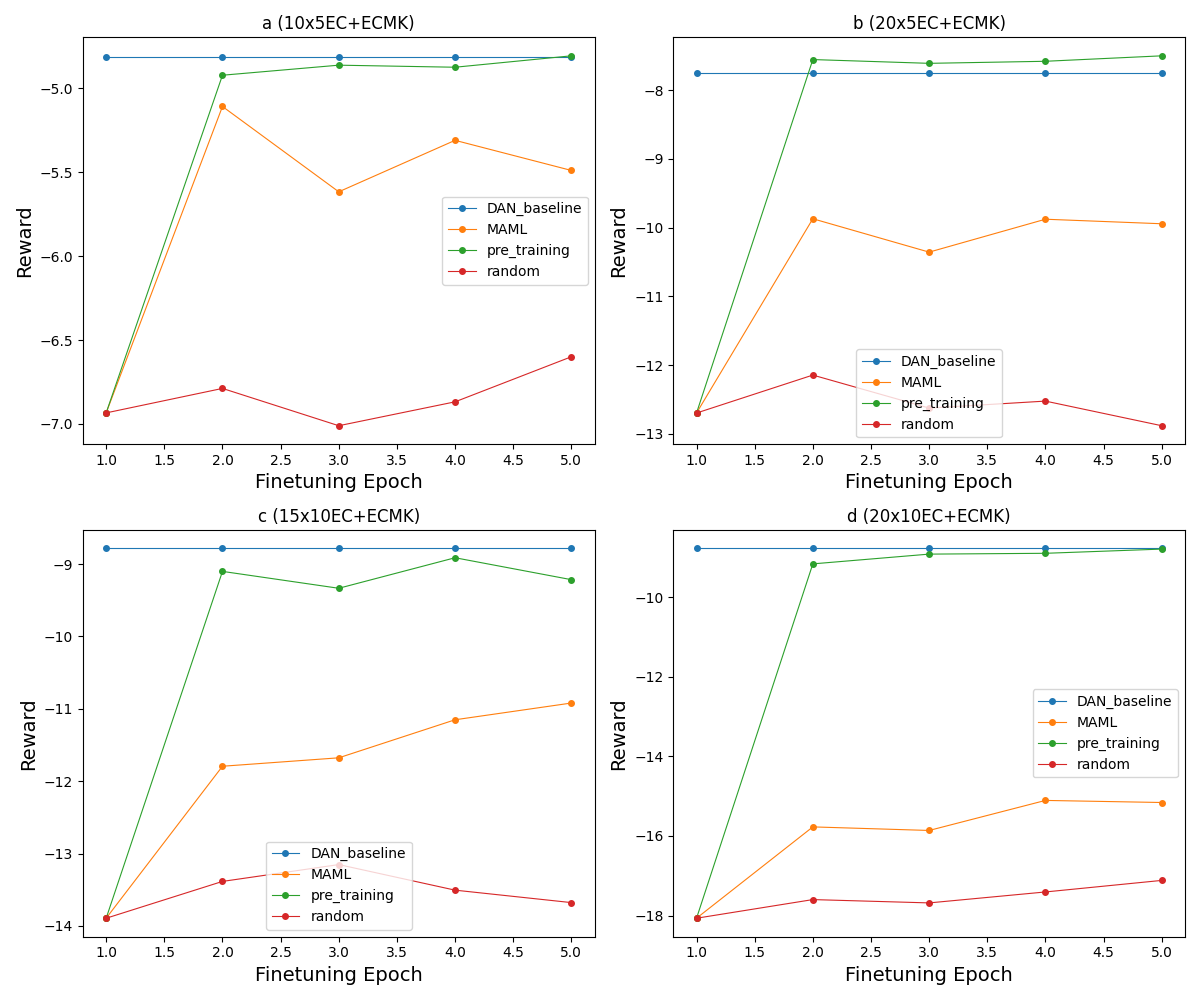 a (10x5EC+ECMK)
Reward
−5.0
−5.5
−6.0
−6.5
−7.0
DAN_baseline
MAML
pre_training
random
1.0 1.5 2.0 2.5 3.0 3.5 4.0 4.5 5.0
Finetuning Epoch
b (20x5EC+ECMK)
Reward
−8
−9
−10
−11
−12
−13
DAN_baseline
MAML
pre_training
random
1.0 1.5 2.0 2.5 3.0 3.5 4.0 4.5 5.0
Finetuning Epoch
c (15x10EC+ECMK)
Reward
−9
−10
−11
−12
−13
−14
DAN_baseline
MAML
pre_training
random
1.0 1.5 2.0 2.5 3.0 3.5 4.0 4.5 5.0
Finetuning Epoch
d (20x10EC+ECMK)
Reward
−10
−12
−14
−16
−18
DAN_baseline
MAML
pre_training
random
1.0 1.5 2.0 2.5 3.0 3.5 4.0 4.5 5.0
Finetuning Epoch